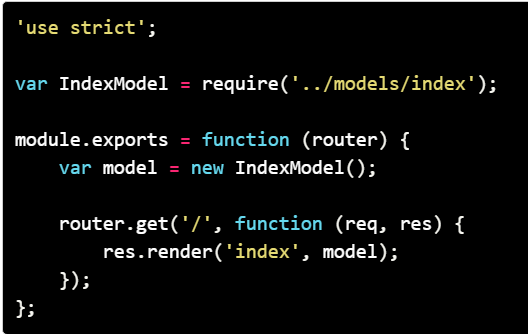 'use strict';
var IndexModel = require('../models/index');
module.exports = function (router) {
    var model = new IndexModel();
    router.get('/', function (req, res) {
        res.render('index', model);
    });
};